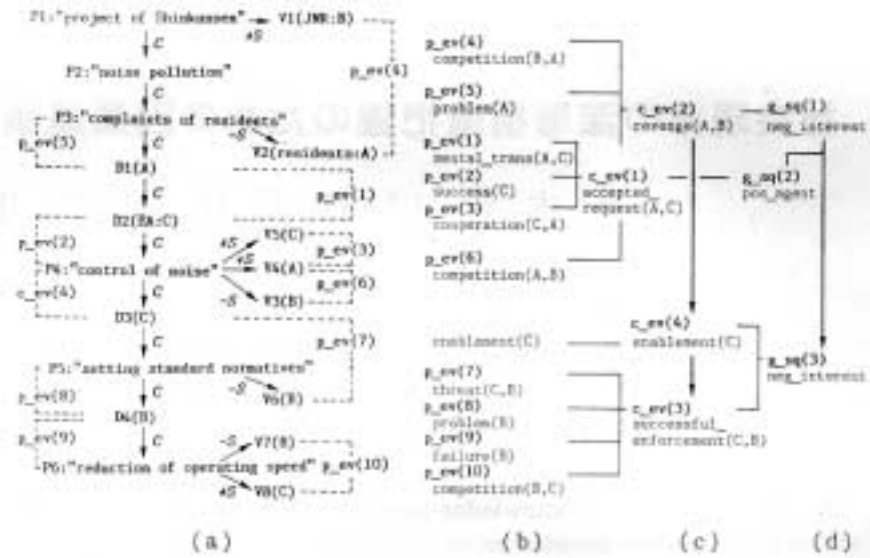 P1:"project of Shinkansen" V1(JNR:B)
+S
C
P2:"noise pollution"
C
P3:"complaints of residents"
-S
V2(residents:A)
p_ev(4)
p_ev(5)
C
D1(A)
C
p_ev(1)
D2(EA:C)
p_ev(2)
C
P4:"control of noise"
+S V5(C)
+S V4(A)
-S V3(B)
p_ev(3)
p_ev(6)
c_ev(4)
C
D3(C)
C
p_ev(7)
P5:"setting standard normatives"
-S
V6(B)
p_ev(8)
C
D4(B)
p_ev(9)
C
P6:"reduction of operating speed"
-S V7(B)
+S V8(C)
p_ev(10)
(a)
p_ev(4)
competition(B,A)
p_ev(5)
problem(A)
p_ev(1)
mental_trans(A,C)
p_ev(2)
success(C)
p_ev(3)
cooperation(C,A)
p_ev(6)
competition(A,B)
enablement(C)
p_ev(7)
threat(C,B)
p_ev(8)
problem(B)
p_ev(9)
failure(B)
p_ev(10)
competition(B,C)
(b)
c_ev(2)
revenge(A,B)
c_ev(1)
accepted_
request(A,C)
c_ev(4)
enablement(C)
c_ev(3)
successful_
enforcement(C,B)
(c)
g_sq(1)
neg_interest
g_sq(2)
pos_agent
g_sq(3)
neg_interest
(d)